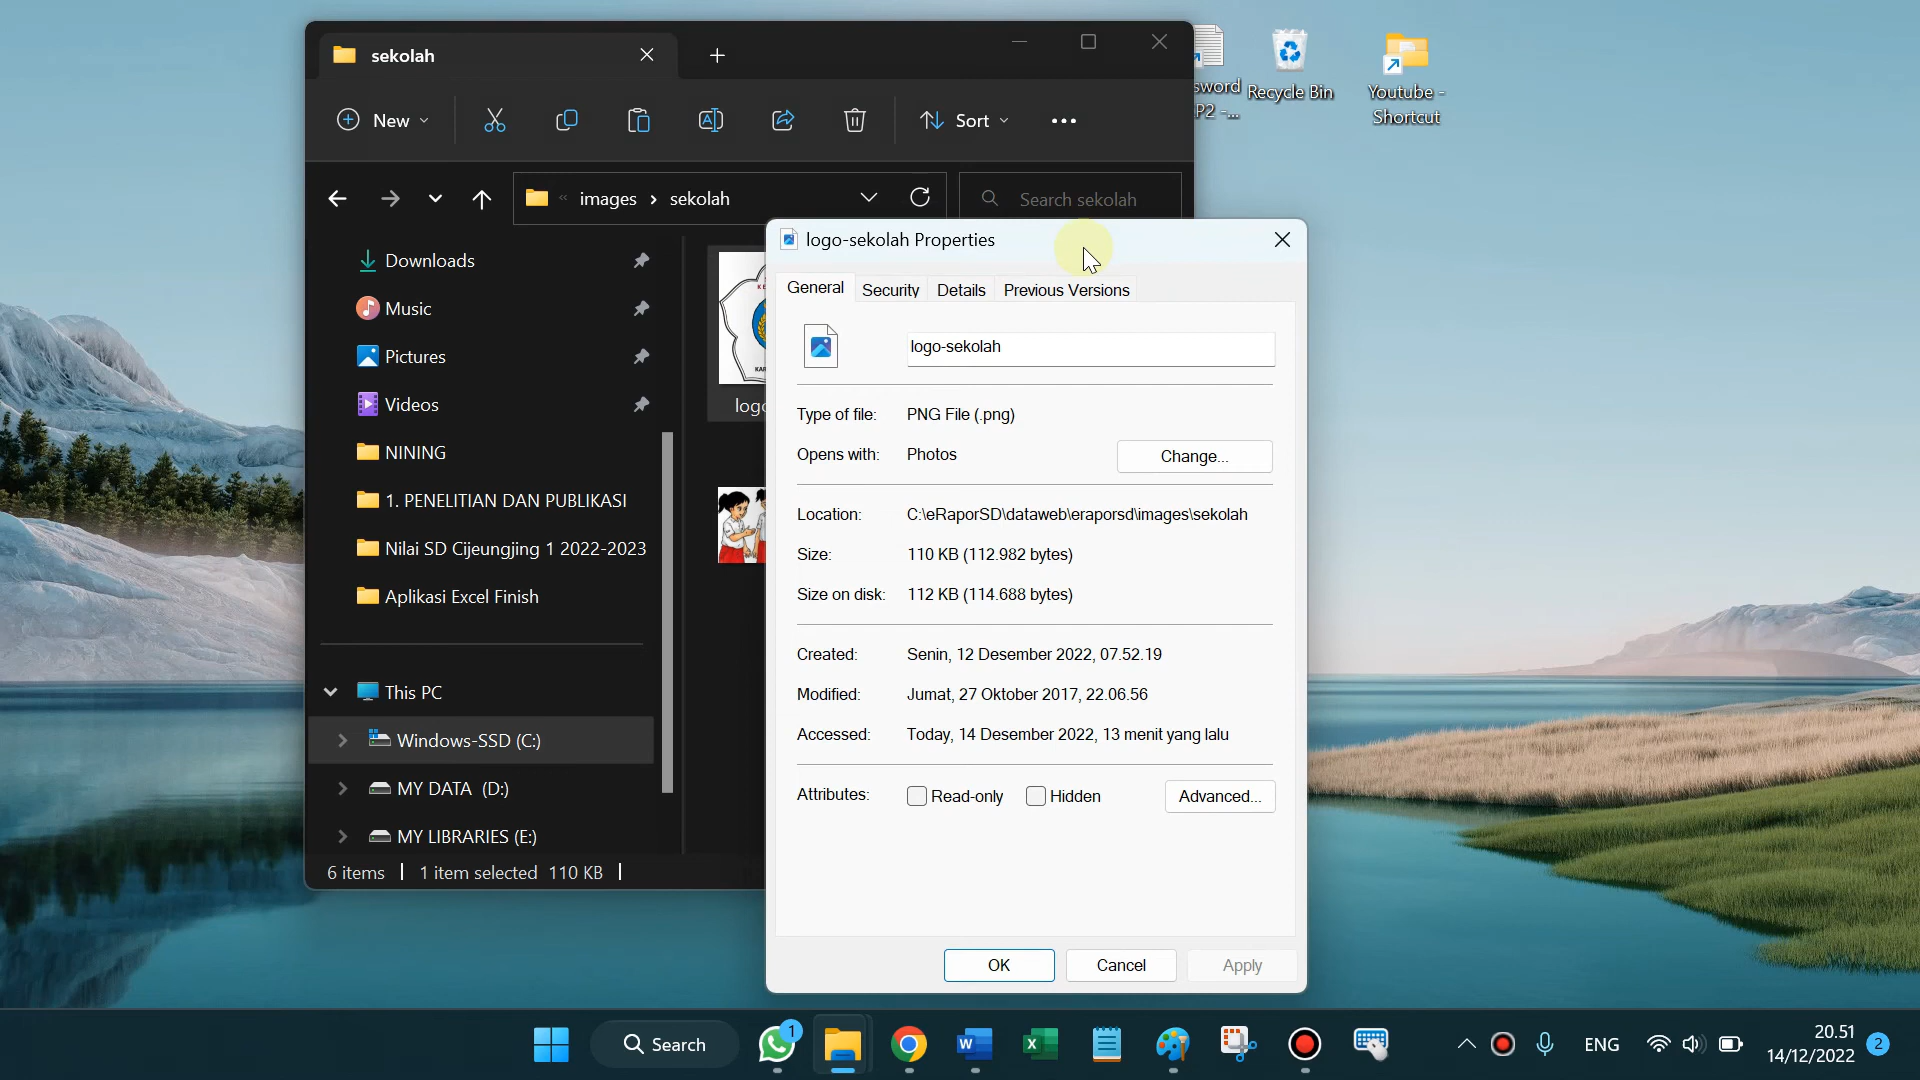 sekolah
New
Sort
images
sekolah
Search sekolah
Downloads
Music
Pictures
Videos
NINING
1. PENELITIAN DAN PUBLIKASI
Nilai SD Cijeungjing 1 2022-2023
Aplikasi Excel Finish
This PC
Windows-SSD (C:)
MY DATA (D:)
MY LIBRARIES (E:)
6 items
1 item selected 110 KB
logo-sekolah Properties
General
Security
Details
Previous Versions
logo-sekolah
Type of file: PNG File (.png)
Opens with: Photos
Change...
Location: C:\eRaporSD\dataweb\eraporsd\images\sekolah
Size: 110 KB (112.982 bytes)
Size on disk: 112 KB (114.688 bytes)
Created: Senin, 12 Desember 2022, 07.52.19
Modified: Jumat, 27 Oktober 2017, 22.06.56
Accessed: Today, 14 Desember 2022, 13 menit yang lalu
Attributes:
Read-only
Hidden
Advanced...
OK
Cancel
Apply
Recycle Bin
Youtube -
Shortcut
Search
1
ENG
20.51
14/12/2022
2